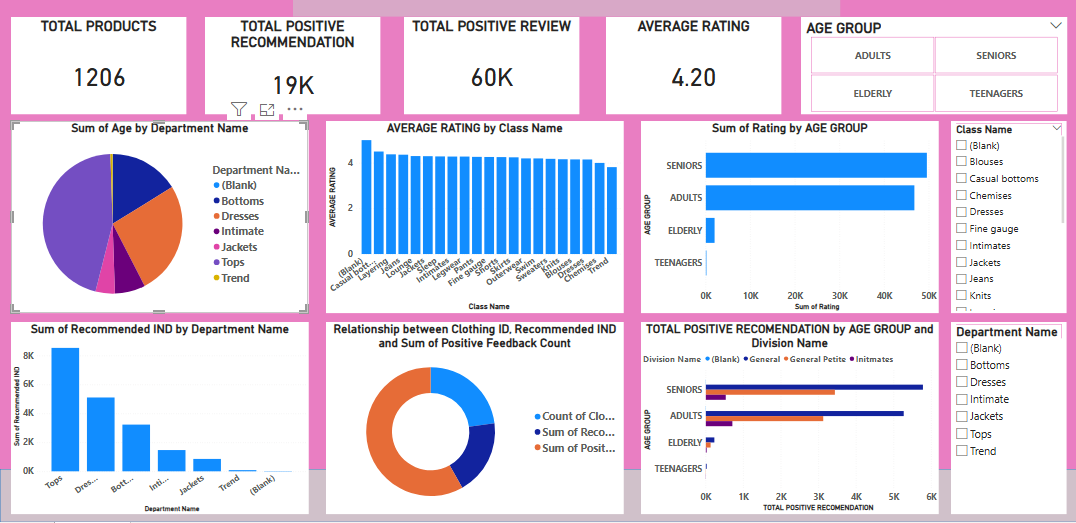 TOTAL PRODUCTS
1206
TOTAL POSITIVE
RECOMMENDATION
19K
TOTAL POSITIVE REVIEW
60K
AVERAGE RATING
4.20
AGE GROUP
ADULTS
SENIORS
ELDERLY
TEENAGERS
Sum of Age by Department Name
Department Na...
(Blank)
Bottoms
Dresses
Intimate
Jackets
Tops
Trend
AVERAGE RATING by Class Name
AVERAGE RATING
4
2
0
(Blank)
Casual bott...
Layering
Jeans
Lounge
Jackets
Sleep
Intimates
Legwear
Pants
Fine gauge
Shorts
Skirts
Outerwear
Swim
Sweaters
Knits
Blouses
Dresses
Chemises
Trend
Class Name
Sum of Rating by AGE GROUP
AGE GROUP
SENIORS
ADULTS
ELDERLY
TEENAGERS
0K 10K 20K 30K 40K 50K
Sum of Rating
Class Name
(Blank)
Blouses
Casual bottoms
Chemises
Dresses
Fine gauge
Intimates
Jackets
Jeans
Knits
Sum of Recommended IND by Department Name
Sum of Recommended IND
8K
6K
4K
2K
0K
Tops
Dres...
Bott...
Inti...
Jackets
Trend
(Blank)
Department Name
Relationship between Clothing ID, Recommended IND
and Sum of Positive Feedback Count
Count of Clo...
Sum of Reco...
Sum of Posit...
TOTAL POSITIVE RECOMENDATION by AGE GROUP and
Division Name
Division Name (Blank) General General Petite Initmates
AGE GROUP
SENIORS
ADULTS
ELDERLY
TEENAGERS
0K 1K 2K 3K 4K 5K 6K
TOTAL POSITIVE RECOMENDATION
Department Name
(Blank)
Bottoms
Dresses
Intimate
Jackets
Tops
Trend